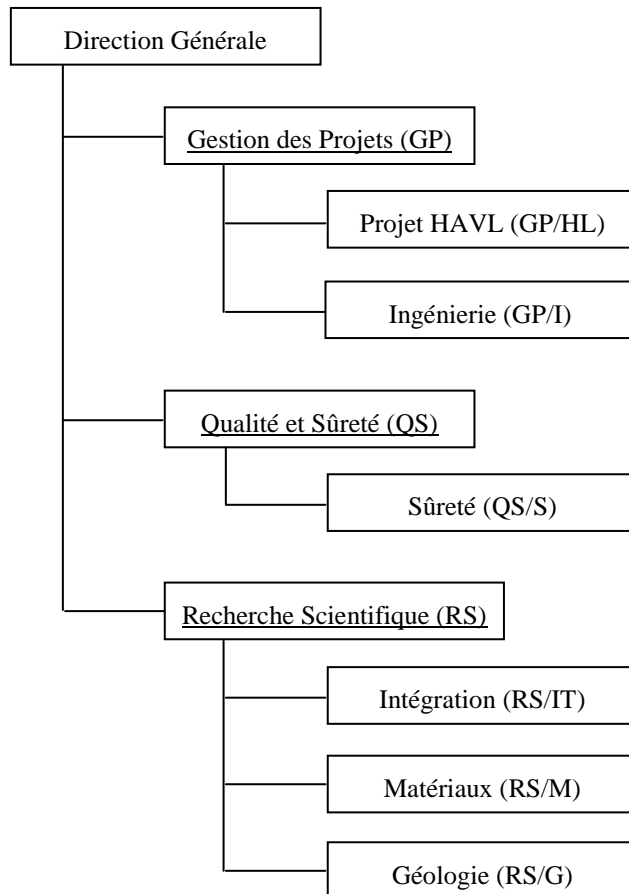 Direction Générale
Gestion des Projets (GP)
Projet HAVL (GP/HL)
Ingénierie (GP/I)
Qualité et Sûreté (QS)
Sûreté (QS/S)
Recherche Scientifique (RS)
Intégration (RS/IT)
Matériaux (RS/M)
Géologie (RS/G)